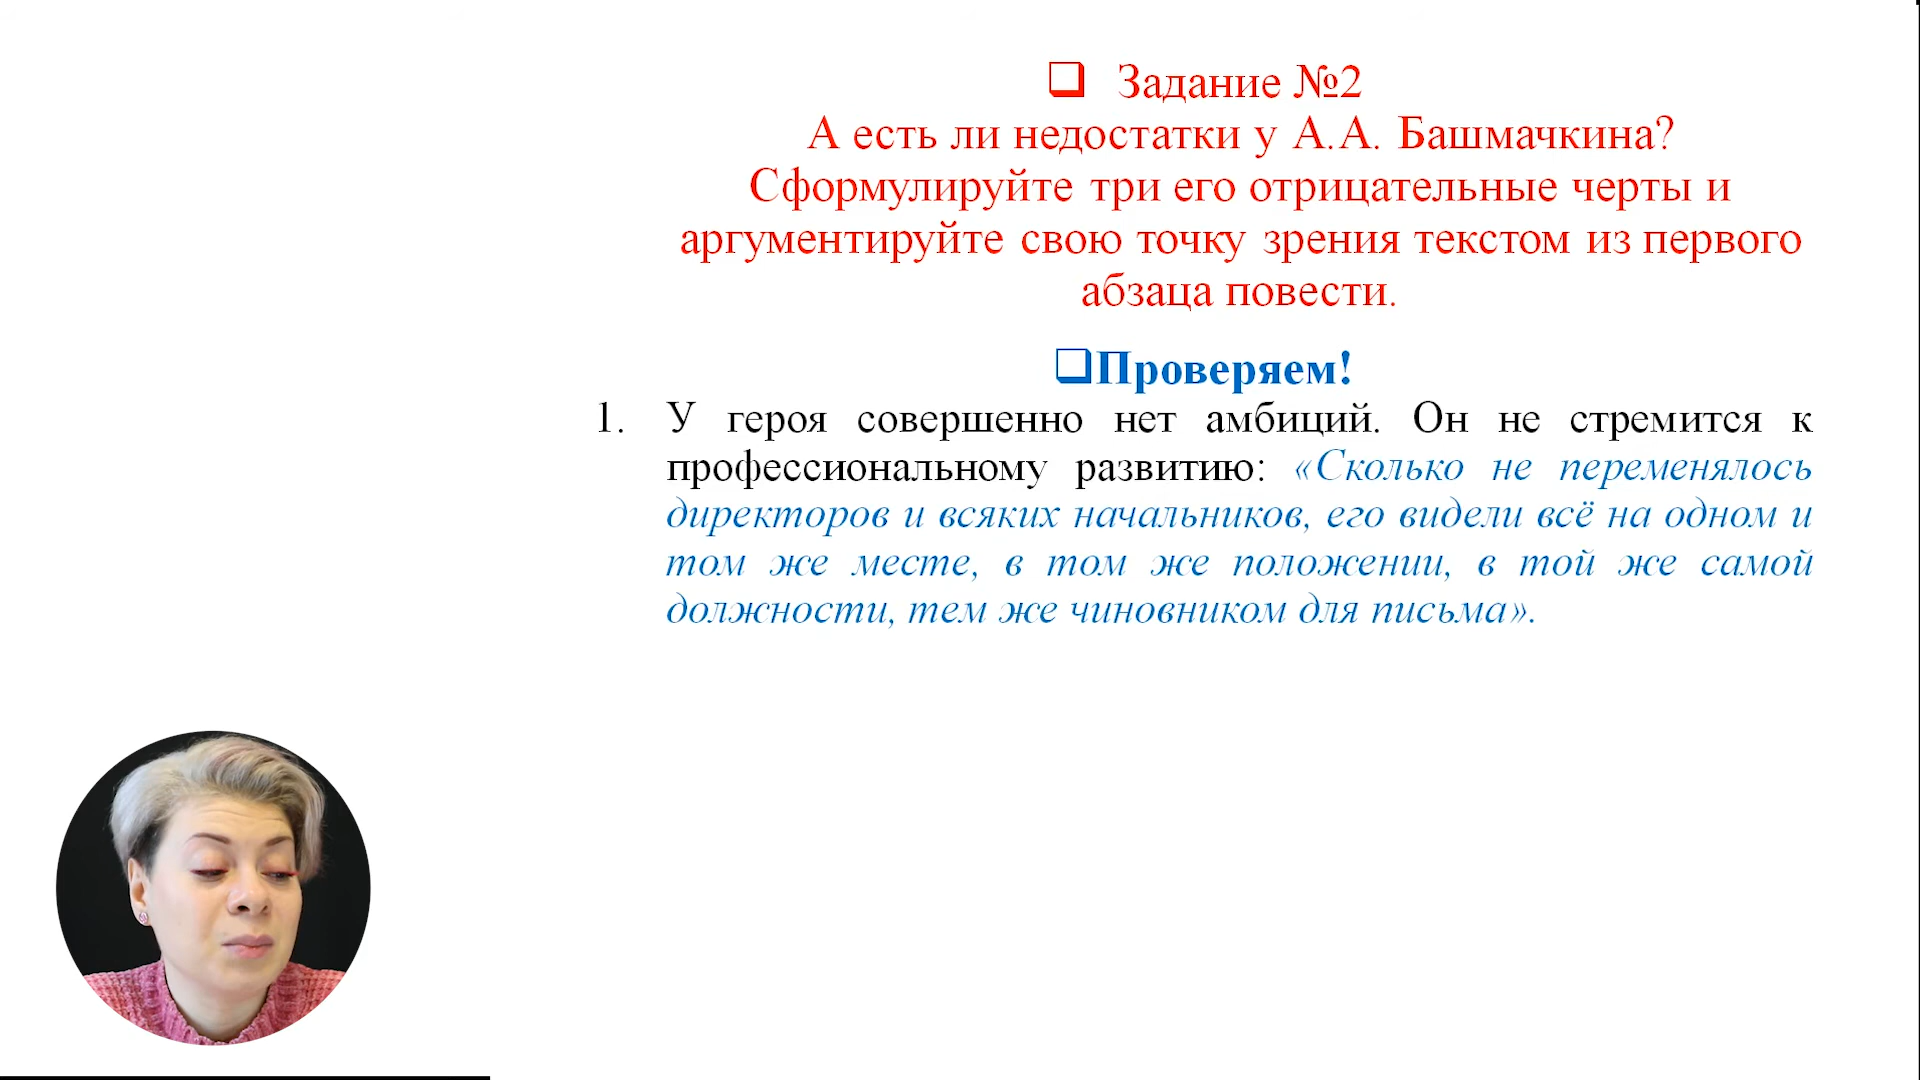 Задание №2
А есть ли недостатки у А.А. Башмачкина?
Сформулируйте три его отрицательные черты и
аргументируйте свою точку зрения текстом из первого
абзаца повести.
Проверяем!
1. У героя совершенно нет амбиций. Он не стремится к
профессиональному развитию: «Сколько не переменялось
директоров и всяких начальников, его видели всё на одном и
том же месте, в том же положении, в той же самой
должности, тем же чиновником для письма».